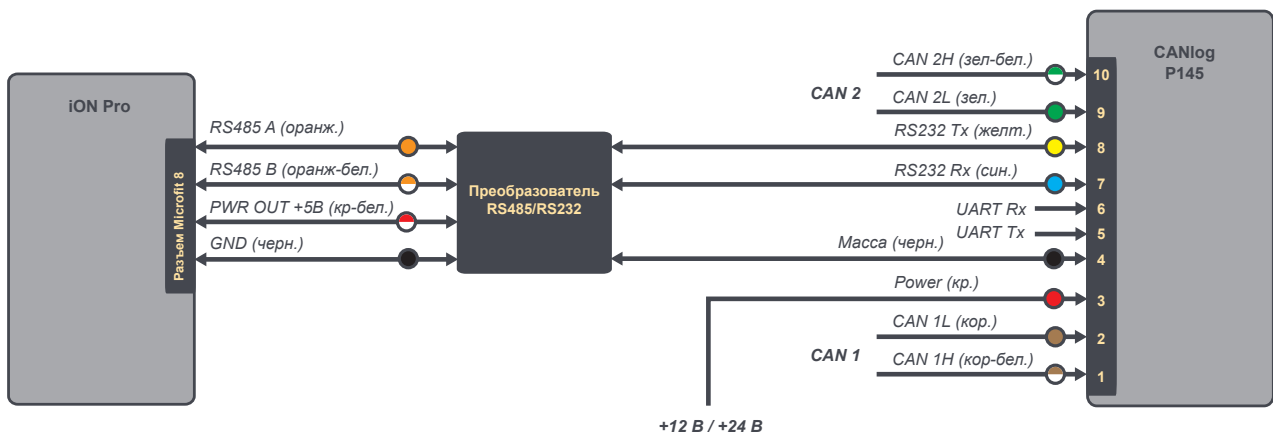 iON Pro
Разъем Microfit 8
RS485 A (оранж.)
RS485 B (оранж-бел.)
PWR OUT +5В (кр-бел.)
GND (черн.)
Преобразователь
RS485/RS232
CAN 2
CAN 2H (зел-бел.)
CAN 2L (зел.)
RS232 Tx (желт.)
RS232 Rx (син.)
UART Rx
UART Tx
Масса (черн.)
Power (кр.)
CAN 1
CAN 1L (кор.)
CAN 1H (кор-бел.)
+12 В / +24 В
CANlog
P145
10
9
8
7
6
5
4
3
2
1